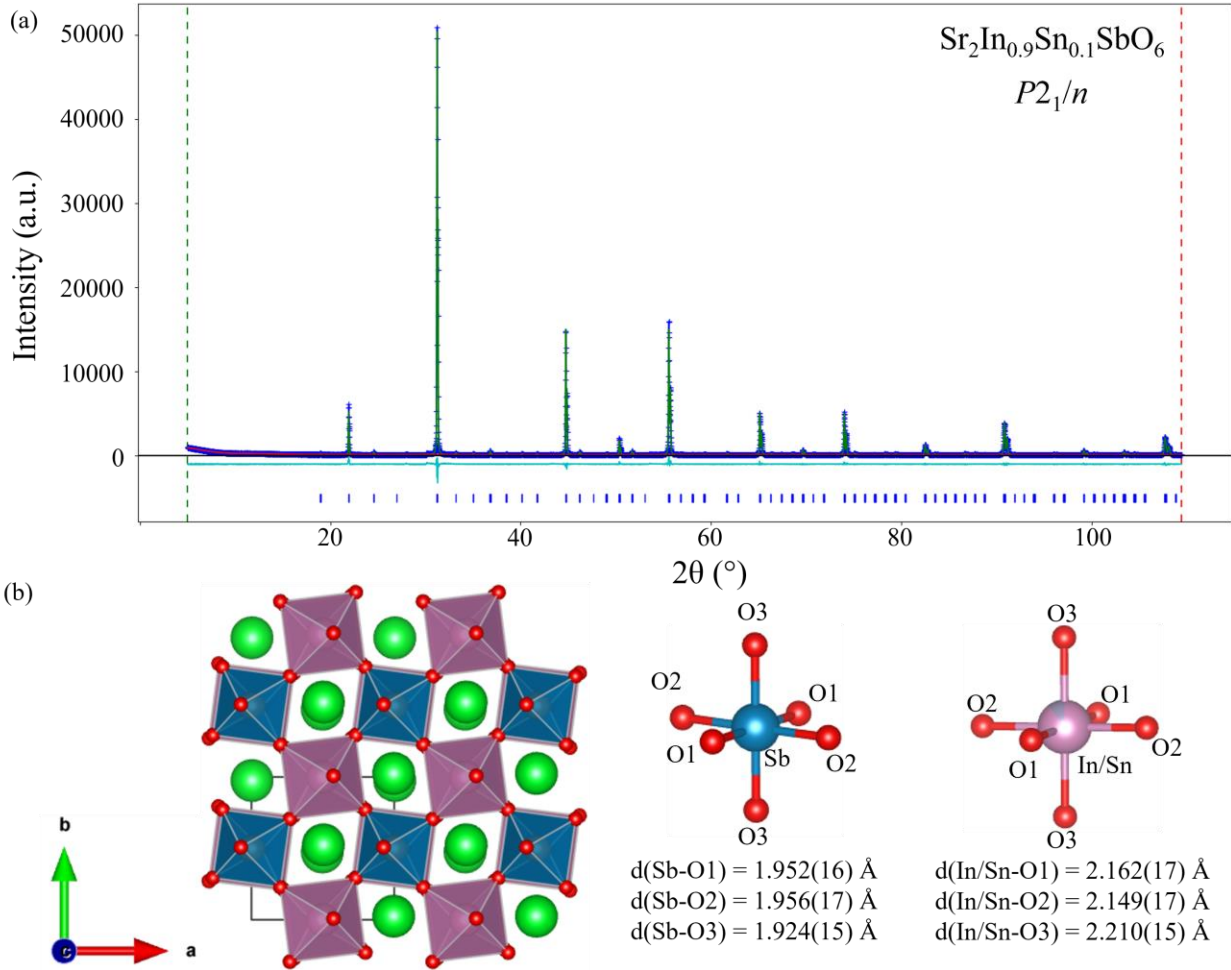 (a)
Sr₂In₀.₉Sn₀.₁SbO₆
P2₁/n
Intensity (a.u.)
50000
40000
30000
20000
10000
0
20 40 60 80 100
2θ (°)
(b)
b
c
a
O3
O2
O1
O1
Sb
O2
O3
d(Sb-O1) = 1.952(16) Å
d(Sb-O2) = 1.956(17) Å
d(Sb-O3) = 1.924(15) Å
O3
O2
O1
O1
In/Sn
O2
O3
d(In/Sn-O1) = 2.162(17) Å
d(In/Sn-O2) = 2.149(17) Å
d(In/Sn-O3) = 2.210(15) Å